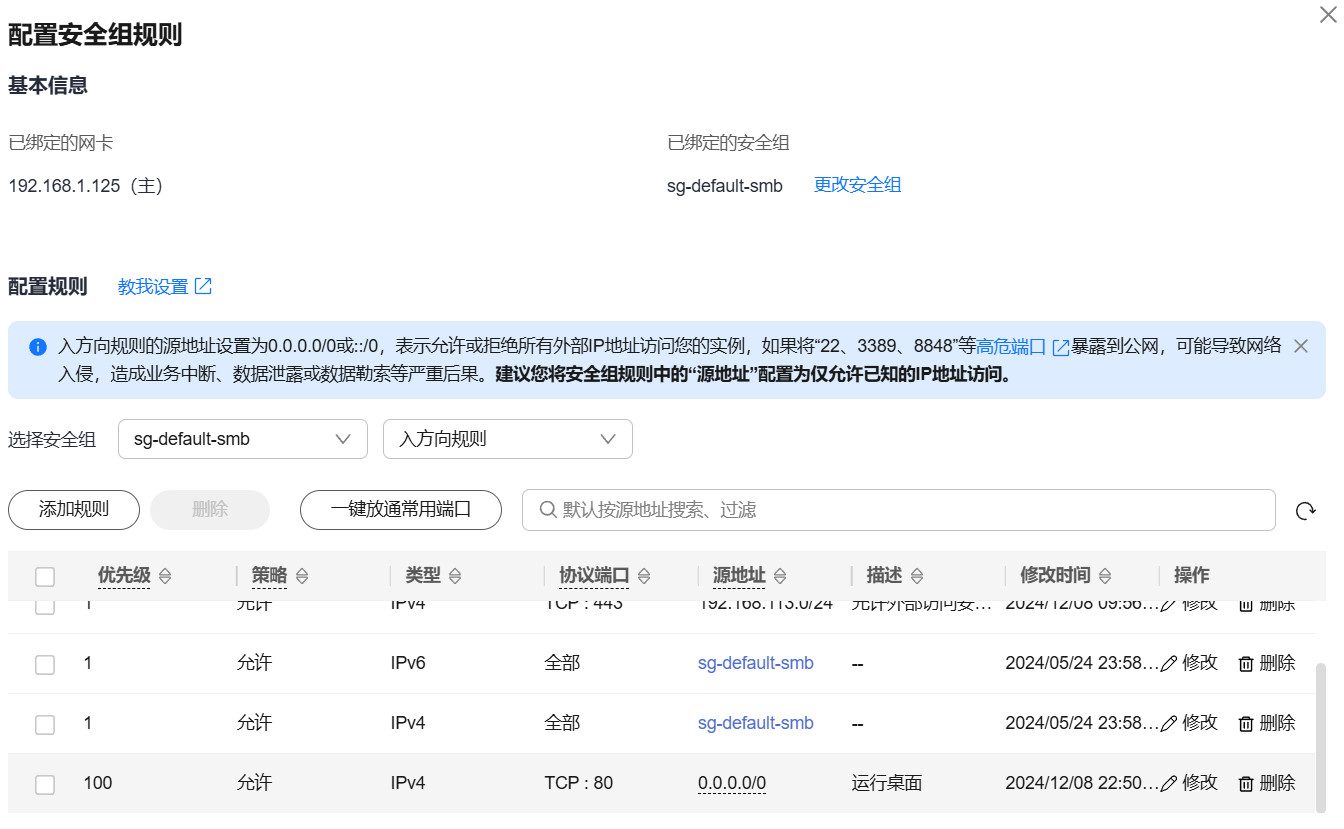 配置安全组规则
基本信息
已绑定的网卡
已绑定的安全组
192.168.1.125（主）
sg-default-smb 更改安全组
配置规则 教我设置
入方向规则的源地址设置为0.0.0.0/0或::/0，表示允许或拒绝所有外部IP地址访问您的实例，如果将“22、3389、8848”等高危端口暴露到公网，可能导致网络
入侵，造成业务中断、数据泄露或数据勒索等严重后果。建议您将安全组规则中的“源地址”配置为仅允许已知的IP地址访问。
选择安全组 sg-default-smb 入方向规则
添加规则 删除 一键放通常用端口 默认按源地址搜索、过滤
优先级 策略 类型 协议端口 源地址 描述 修改时间 操作
1 允许 IPv4 TCP : 443 192.168.113.0/24 允许外部访问安… 2024/12/08 09:56… 修改 删除
1 允许 IPv6 全部 sg-default-smb -- 2024/05/24 23:58… 修改 删除
1 允许 IPv4 全部 sg-default-smb -- 2024/05/24 23:58… 修改 删除
100 允许 IPv4 TCP : 80 0.0.0.0/0 运行桌面 2024/12/08 22:50… 修改 删除